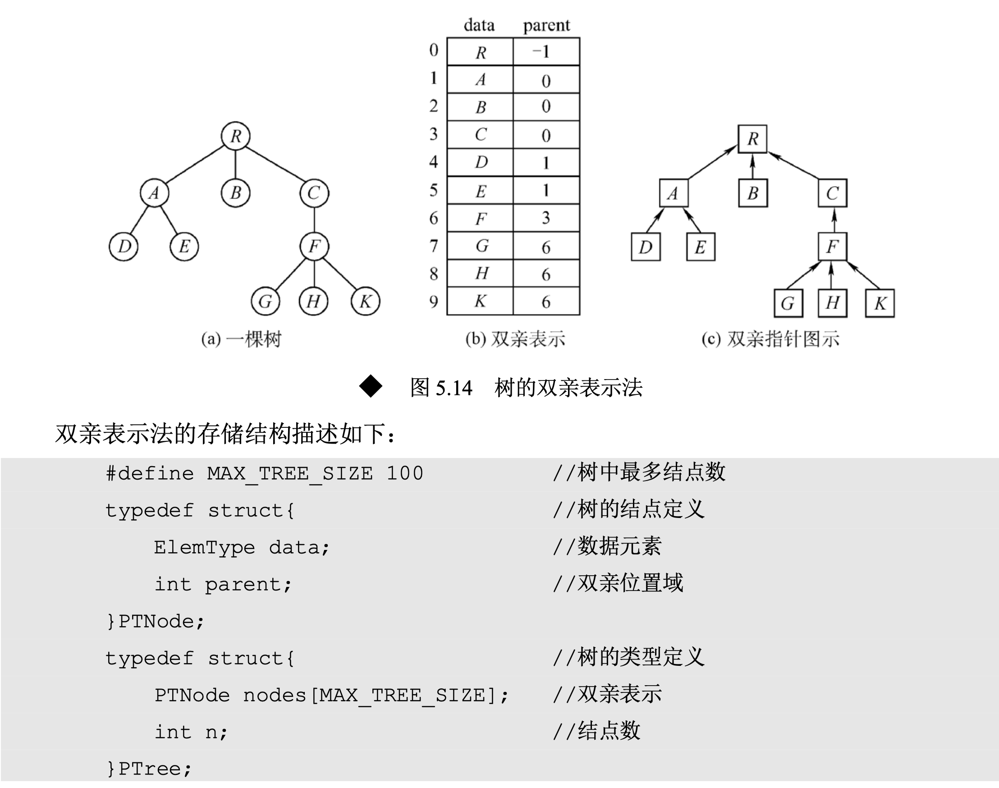 R
A B C
D E F
G H K
(a) 一棵树
data parent
0 R −1
1 A 0
2 B 0
3 C 0
4 D 1
5 E 1
6 F 3
7 G 6
8 H 6
9 K 6
(b) 双亲表示
R
A B C
D E F
G H K
(c) 双亲指针图示
◆ 图 5.14 树的双亲表示法
双亲表示法的存储结构描述如下：
#define MAX_TREE_SIZE 100 //树中最多结点数
typedef struct{ //树的结点定义
ElemType data; //数据元素
int parent; //双亲位置域
}PTNode;
typedef struct{ //树的类型定义
PTNode nodes[MAX_TREE_SIZE]; //双亲表示
int n; //结点数
}PTree;